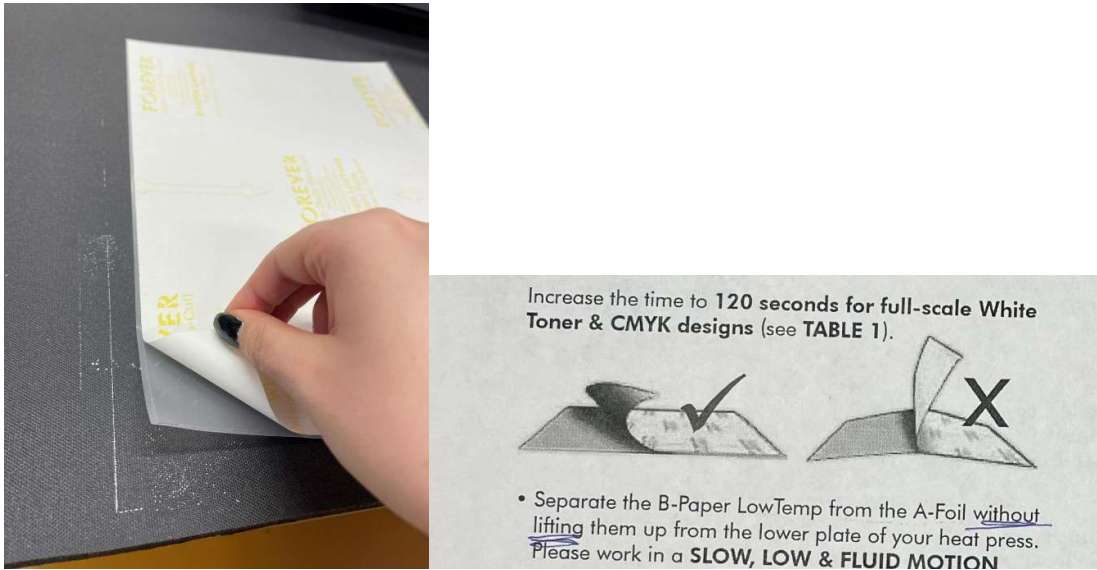 FOREVER
FOREVER
FOREVER
Increase the time to 120 seconds for full-scale White
Toner & CMYK designs (see TABLE 1).
• Separate the B-Paper LowTemp from the A-Foil without
lifting them up from the lower plate of your heat press.
Please work in a SLOW, LOW & FLUID MOTION